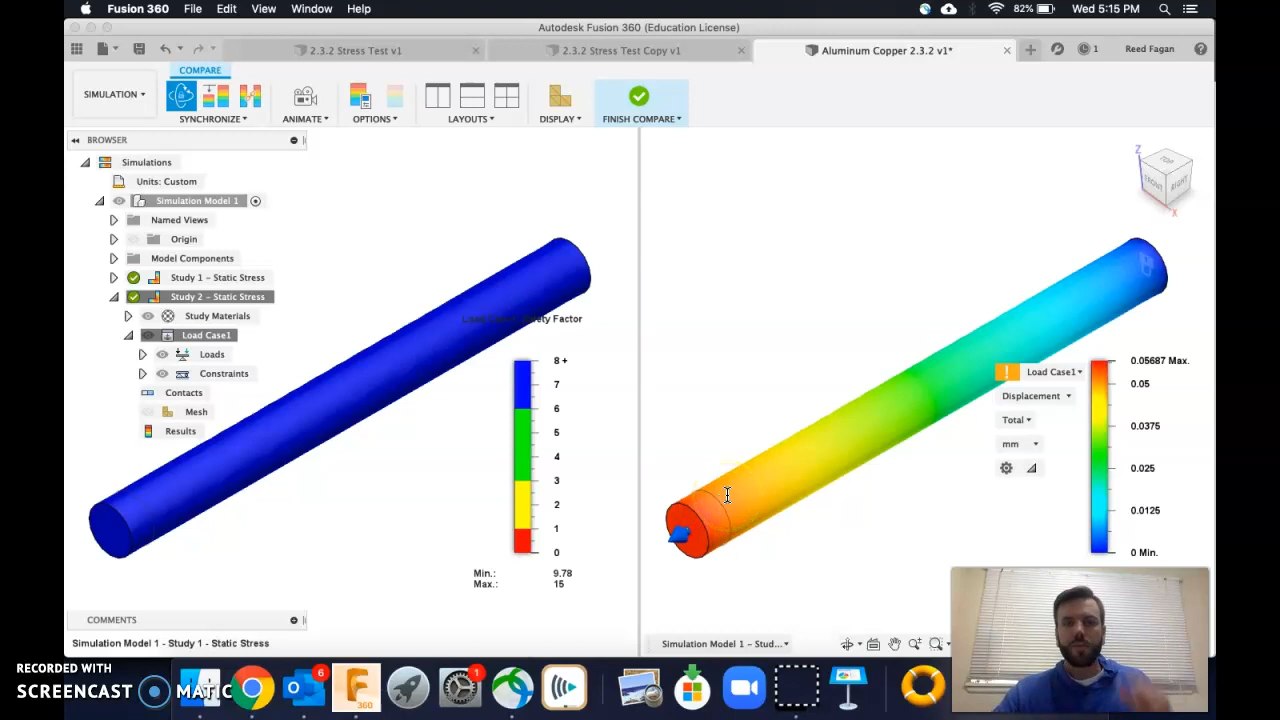 Fusion 360 File Edit View Window Help 82% Wed 5:15 PM
Autodesk Fusion 360 (Education License)
2.3.2 Stress Test v1 2.3.2 Stress Test Copy v1 Aluminum Copper 2.3.2 v1* 1 Reed Fagan
COMPARE
SIMULATION
SYNCHRONIZE ANIMATE OPTIONS LAYOUTS DISPLAY FINISH COMPARE
BROWSER
Simulations
Units: Custom
Simulation Model 1
Named Views
Origin
Model Components
Study 1 - Static Stress
Study 2 - Static Stress
Study Materials
Load Case1
Loads
Constraints
Contacts
Mesh
Results
Safety Factor
8 +
7
6
5
4
3
2
1
0
Min.: 9.78
Max.: 15
Z
TOP
FRONT RIGHT
X
Load Case1
Displacement
Total
mm
0.05687 Max.
0.05
0.0375
0.025
0.0125
0 Min.
COMMENTS
Simulation Model 1 - Study 1 - Static Stress
Simulation Model 1 - Stud...
RECORDED WITH
SCREENCAST MATIC
6
360
1